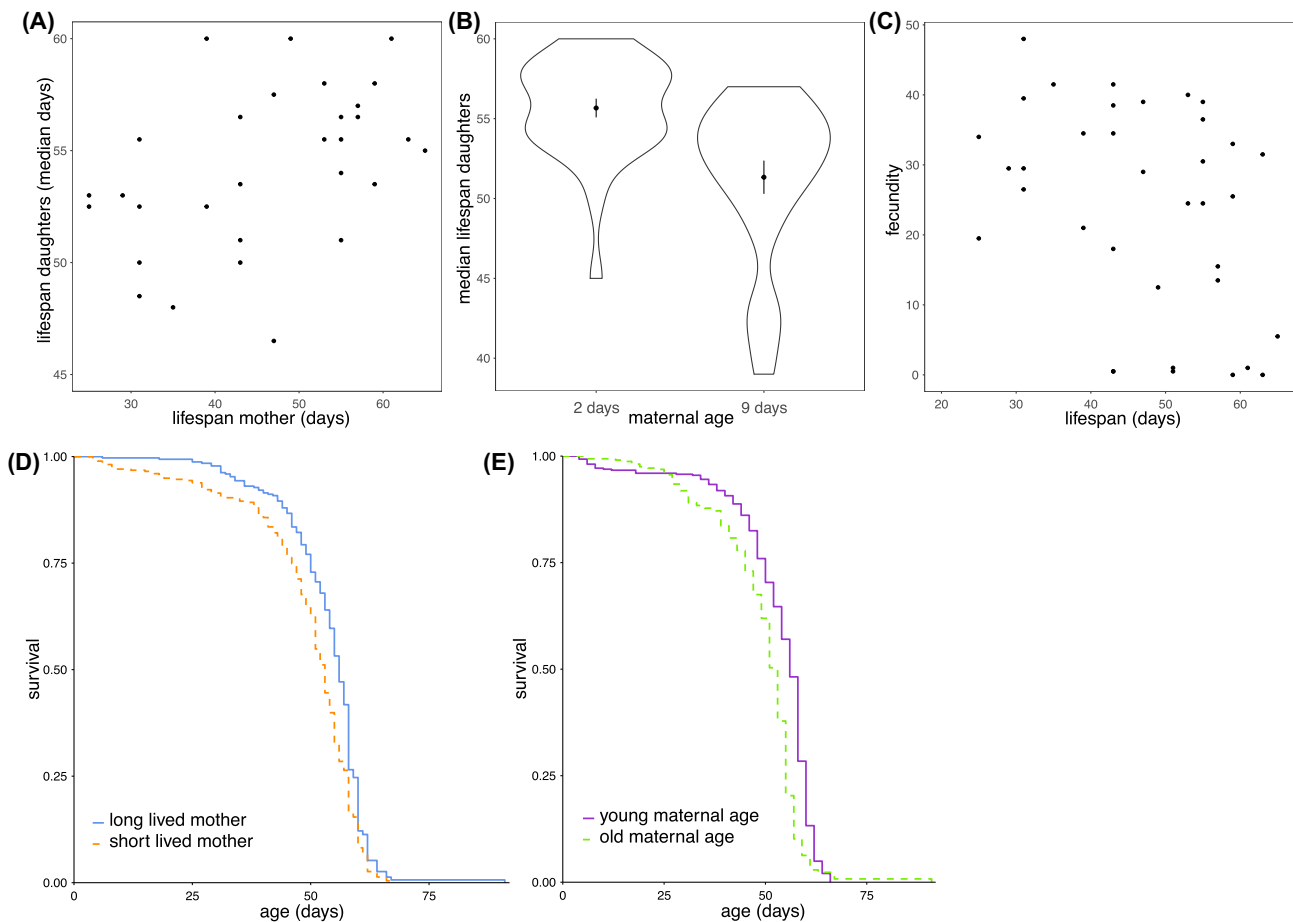 (A)
lifespan daughters (median days)
60
55
50
45
30
40
50
60
lifespan mother (days)
(B)
median lifespan daughters
60
55
50
45
40
2 days
9 days
maternal age
(C)
fecundity
50
40
30
20
10
0
20
30
40
50
60
lifespan (days)
(D)
survival
1.00
0.75
0.50
0.25
0.00
long lived mother
short lived mother
0
25
50
75
age (days)
(E)
survival
1.00
0.75
0.50
0.25
0.00
young maternal age
old maternal age
0
25
50
75
age (days)